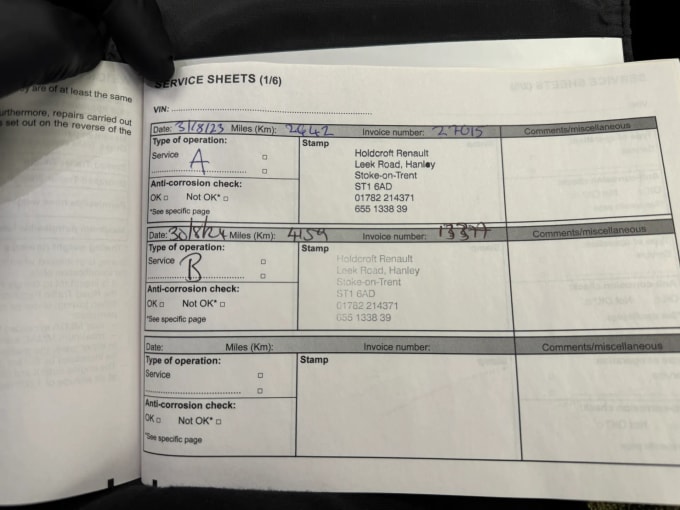 y are of at least the same
urthermore, repairs carried out
s set out on the reverse of the
SERVICE SHEETS (1/6)
VIN:
Date: 31/8/23 Miles (Km): 2442 Invoice number: 27015 Comments/miscellaneous
Type of operation: Stamp
Service A
Holdcroft Renault
Leek Road, Hanley
Stoke-on-Trent
ST1 6AD
01782 214371
655 1338 39
Anti-corrosion check:
OK Not OK*
*See specific page
Date: 30/8/24 Miles (Km): 4159 Invoice number: Comments/miscellaneous
Type of operation: Stamp
Service B
Holdcroft Renault
Leek Road, Hanley
Stoke-on-Trent
ST1 6AD
01782 214371
655 1338 39
Anti-corrosion check:
OK Not OK*
*See specific page
Date: Miles (Km): Invoice number: Comments/miscellaneous
Type of operation: Stamp
Service
Anti-corrosion check:
OK Not OK*
*See specific page